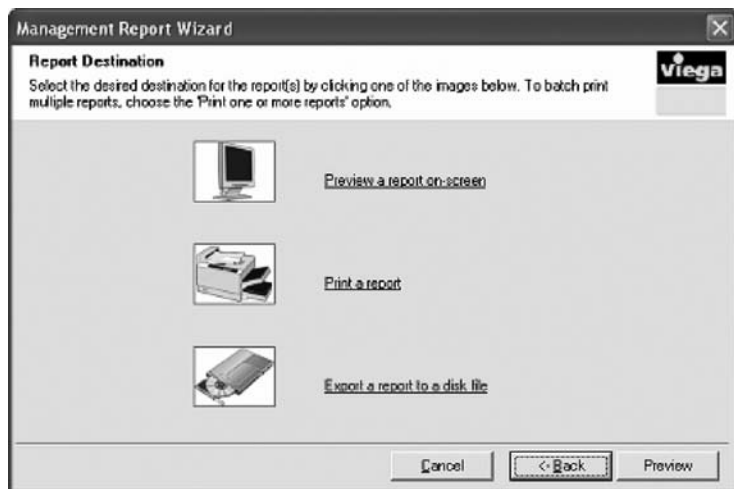 Management Report Wizard
Report Destination
Viega
Select the desired destination for the report(s) by clicking one of the images below. To batch print
multiple reports, choose the 'Print one or more reports' option.
Preview a report on-screen
Print a report
Export a report to a disk file
Cancel
<- Back
Preview